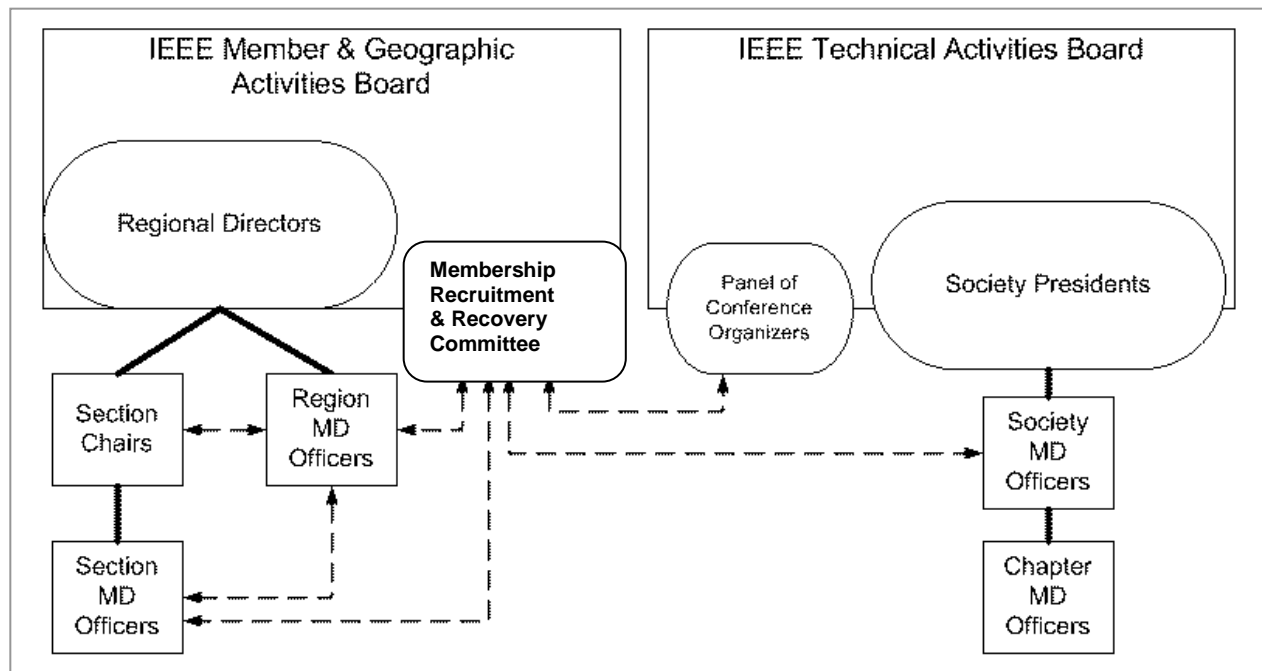 IEEE Member & Geographic
Activities Board
IEEE Technical Activities Board
Regional Directors
Membership
Recruitment
& Recovery
Committee
Panel of
Conference
Organizers
Society Presidents
Section
Chairs
Region
MD
Officers
Society
MD
Officers
Section
MD
Officers
Chapter
MD
Officers